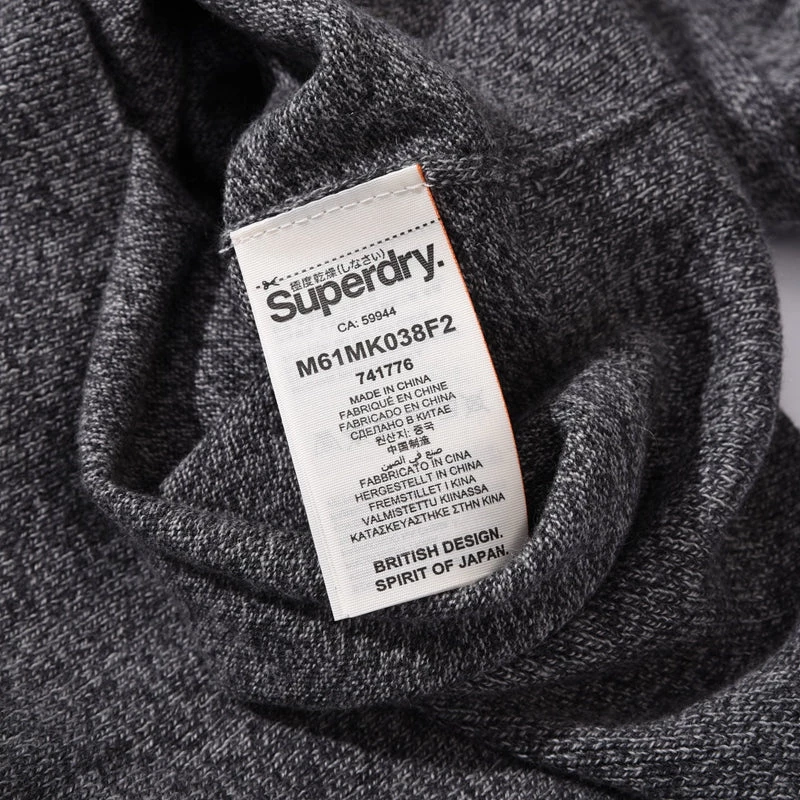 極度乾燥(しなさい)
Superdry.
CA: 59944
M61MK038F2
741776
MADE IN CHINA
FABRIQUÉ EN CHINE
FABRICADO EN CHINA
СДЕЛАНО В КИТАЕ
원산지: 중국
中国制造
صنع في الصين
FABBRICATO IN CINA
HERGESTELLT IN CHINA
FREMSTILLET I KINA
VALMISTETTU KIINASSA
ΚΑΤΑΣΚΕΥΑΣΤΗΚΕ ΣΤΗΝ ΚΙΝΑ
BRITISH DESIGN.
SPIRIT OF JAPAN.